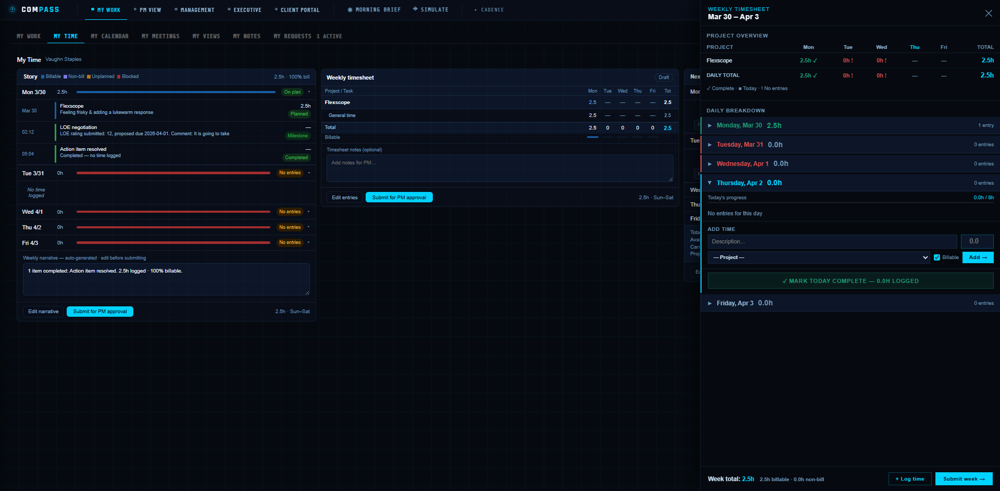 COMPASS
MY WORK
PM VIEW
MANAGEMENT
EXECUTIVE
CLIENT PORTAL
MORNING BRIEF
SIMULATE
CADENCE
MY WORK
MY TIME
MY CALENDAR
MY MEETINGS
MY VIEWS
MY NOTES
MY REQUESTS 1 ACTIVE
My Time Vaughn Staples
Story Billable Non-bill Unplanned Blocked 2.5h · 100% bill
Mon 3/30 2.5h On plan
Mar 30 Flexscope 2.5h
Feeling frisky & adding a lukewarm response Planned
02:12 LOE negotiation —
LOE rating submitted: 12, proposed due 2026-04-01. Comment: It is going to take Milestone
05:04 Action item resolved —
Completed — no time logged Completed
Tue 3/31 0h No entries
No time
logged
Wed 4/1 0h No entries
Thu 4/2 0h No entries
Fri 4/3 0h No entries
Weekly narrative — auto-generated · edit before submitting
1 item completed: Action item resolved. 2.5h logged · 100% billable.
Edit narrative Submit for PM approval 2.5h · Sun–Sat
Weekly timesheet Draft
Project / Task Mon Tue Wed Thu Fri Tot
Flexscope 2.5 — — — — 2.5
General time 2.5 — — — — 2.5
Total 2.5 0 0 0 0 2.5
Billable
Timesheet notes (optional)
Add notes for PM...
Edit entries Submit for PM approval 2.5h · Sun–Sat
Mon
Tue
Wed
Thu
Frid
WEEKLY TIMESHEET
Mar 30 – Apr 3
PROJECT OVERVIEW
PROJECT Mon Tue Wed Thu Fri TOTAL
Flexscope 2.5h ✓ 0h ! 0h ! — — 2.5h
DAILY TOTAL 2.5h ✓ 0h ! 0h ! — — 2.5h
✓ Complete · ■ Today · ! No entries
DAILY BREAKDOWN
▶ Monday, Mar 30 2.5h 1 entry
▶ Tuesday, Mar 31 0.0h 0 entries
▶ Wednesday, Apr 1 0.0h 0 entries
▼ Thursday, Apr 2 0.0h 0 entries
Today's progress 0.0h / 8h
No entries for this day
ADD TIME
Description... 0.0
— Project — Billable Add →
✓ MARK TODAY COMPLETE — 0.0H LOGGED
▶ Friday, Apr 3 0.0h 0 entries
Week total: 2.5h 2.5h billable · 0.0h non-bill + Log time Submit week →